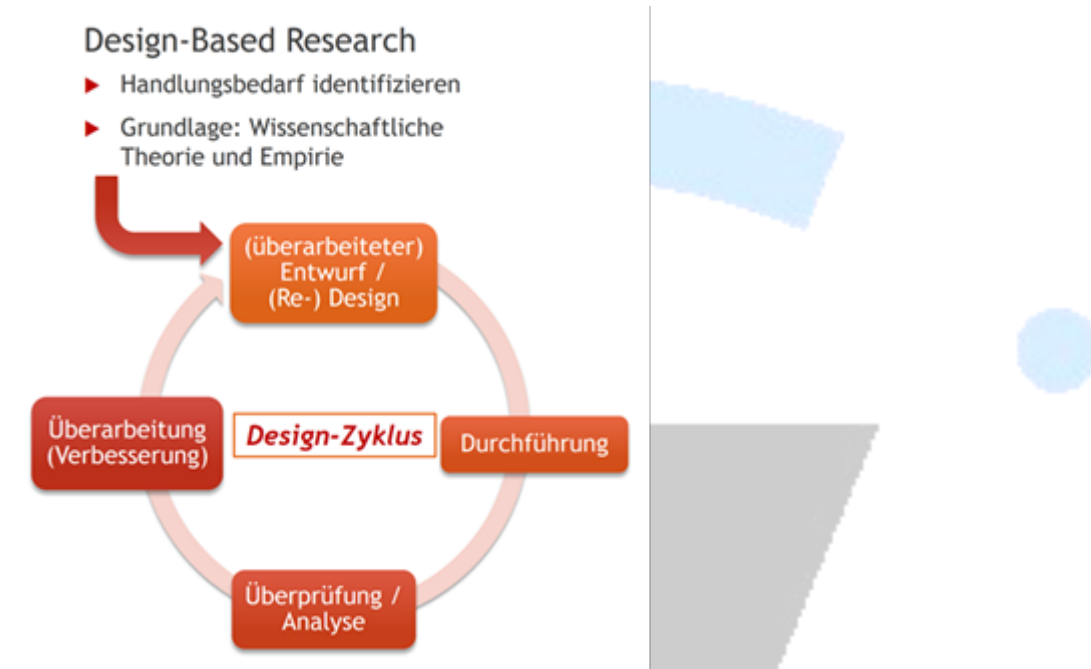 Design-Based Research
Handlungsbedarf identifizieren
Grundlage: Wissenschaftliche
Theorie und Empirie
(überarbeiteter)
Entwurf /
(Re-) Design
Überarbeitung
(Verbesserung)
Design-Zyklus
Durchführung
Überprüfung /
Analyse